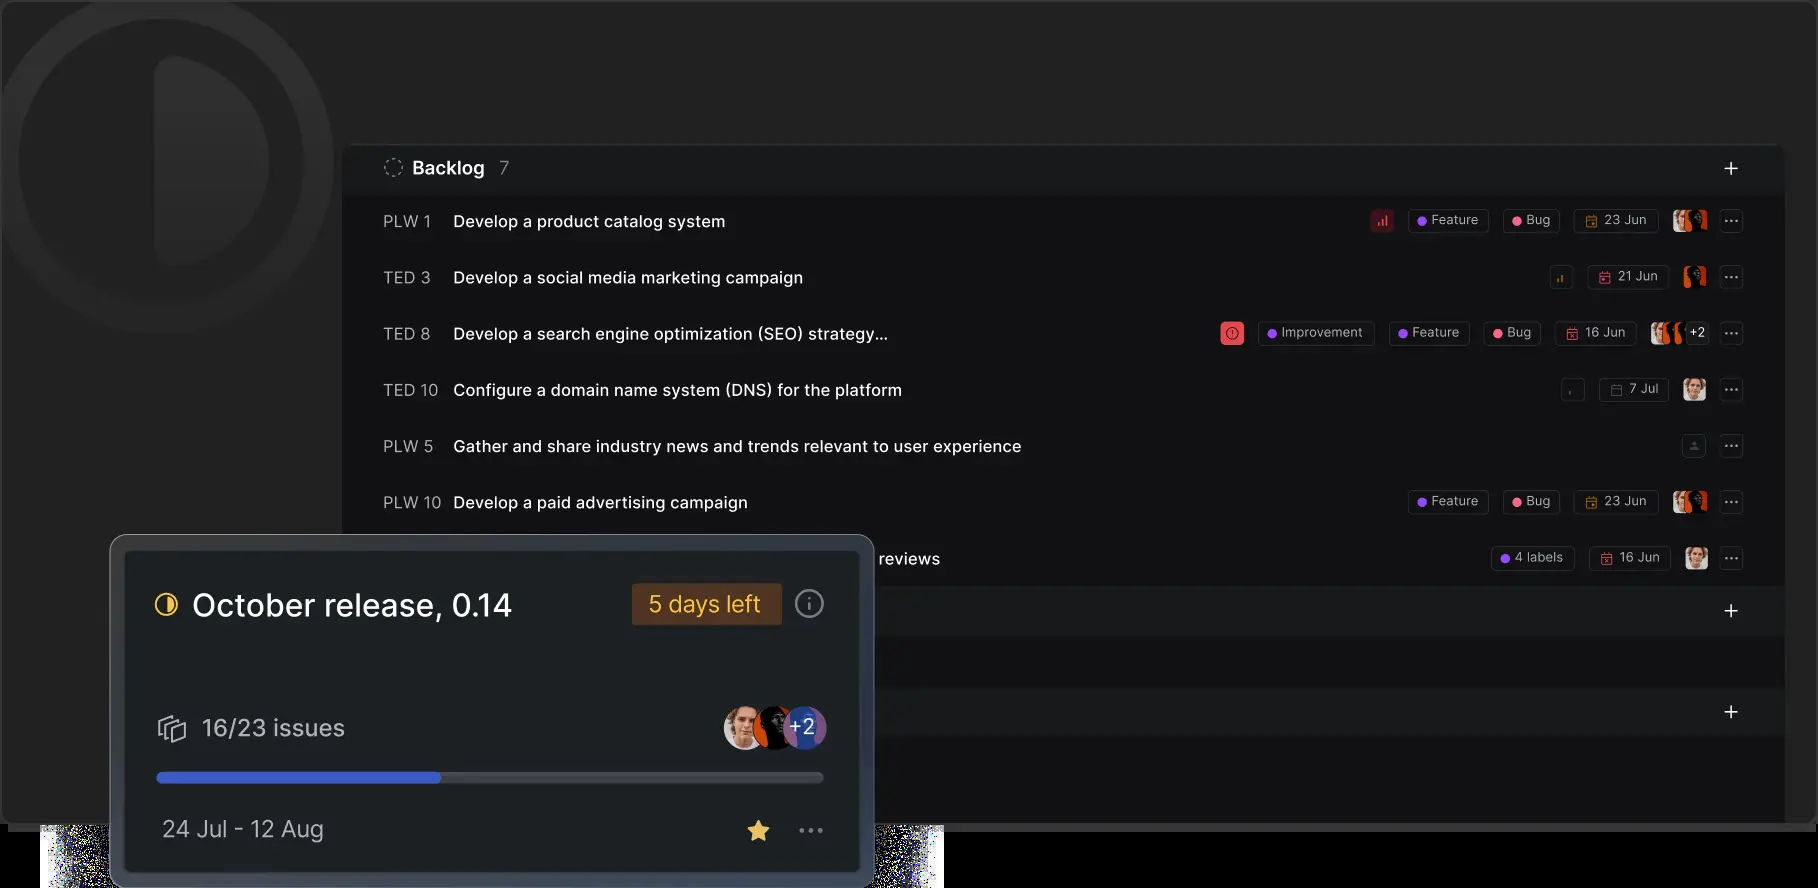 Backlog 7
PLW 1 Develop a product catalog system Feature Bug 23 Jun
TED 3 Develop a social media marketing campaign 21 Jun
TED 8 Develop a search engine optimization (SEO) strategy... Improvement Feature Bug 16 Jun +2
TED 10 Configure a domain name system (DNS) for the platform 7 Jul
PLW 5 Gather and share industry news and trends relevant to user experience
PLW 10 Develop a paid advertising campaign Feature Bug 23 Jun
reviews 4 labels 16 Jun
October release, 0.14 5 days left
16/23 issues +2
24 Jul - 12 Aug